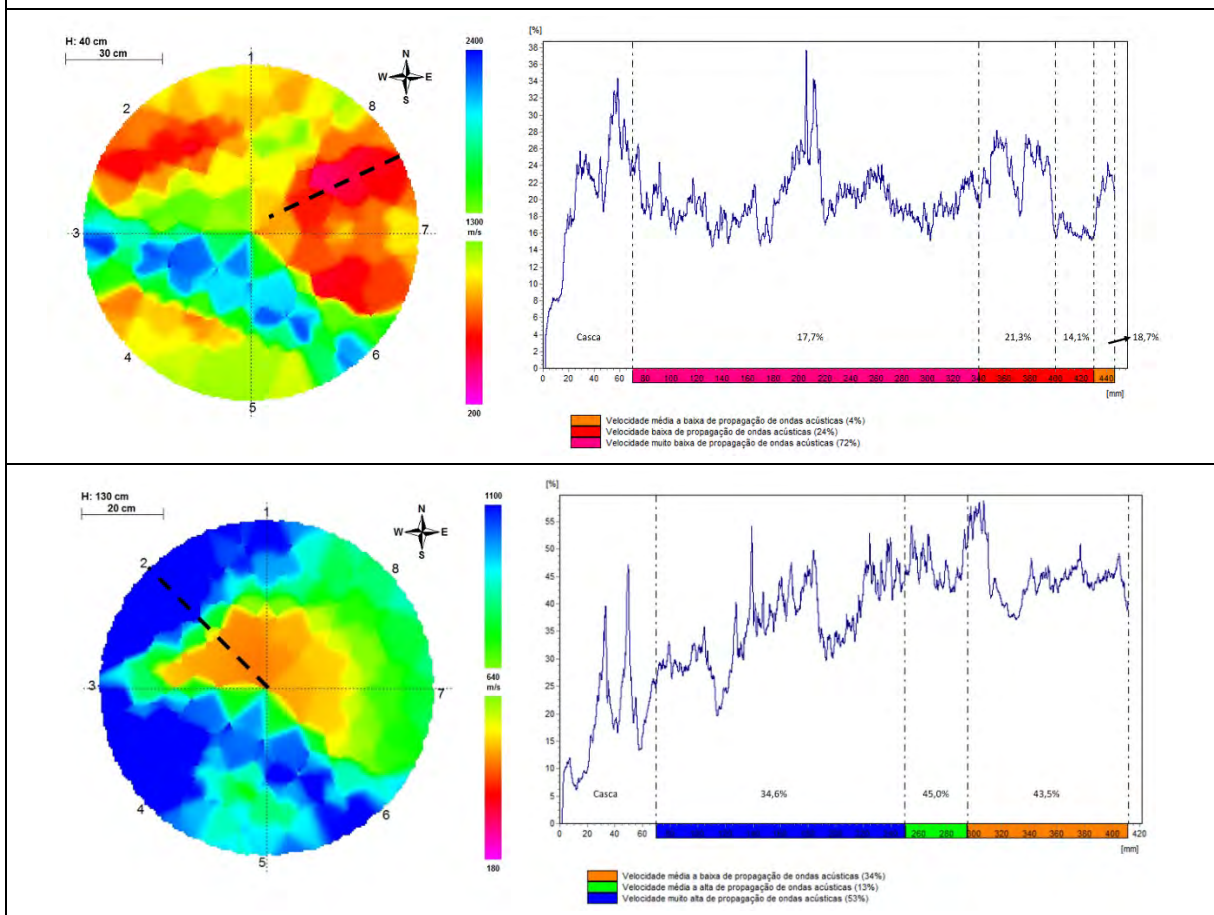 H: 40 cm
30 cm
N
W E
S
1
2
3
4
5
6
7
8
2400
1300
m/s
200
[%]
38
36
34
32
30
28
26
24
22
20
18
16
14
12
10
8
6
4
2
0
Casca
17,7%
21,3%
14,1%
18,7%
0 20 40 60 80 100 120 140 160 180 200 220 240 260 280 300 320 340 360 380 400 420 440
[mm]
Velocidade média a baixa de propagação de ondas acústicas (4%)
Velocidade baixa de propagação de ondas acústicas (24%)
Velocidade muito baixa de propagação de ondas acústicas (72%)
H: 130 cm
20 cm
N
W E
S
1
2
3
4
5
6
7
8
1100
640
m/s
180
[%]
55
50
45
40
35
30
25
20
15
10
5
0
Casca
34,6%
45,0%
43,5%
0 20 40 60 260 280 300 320 340 360 380 400 420
[mm]
Velocidade média a baixa de propagação de ondas acústicas (34%)
Velocidade média a alta de propagação de ondas acústicas (13%)
Velocidade muito alta de propagação de ondas acústicas (53%)